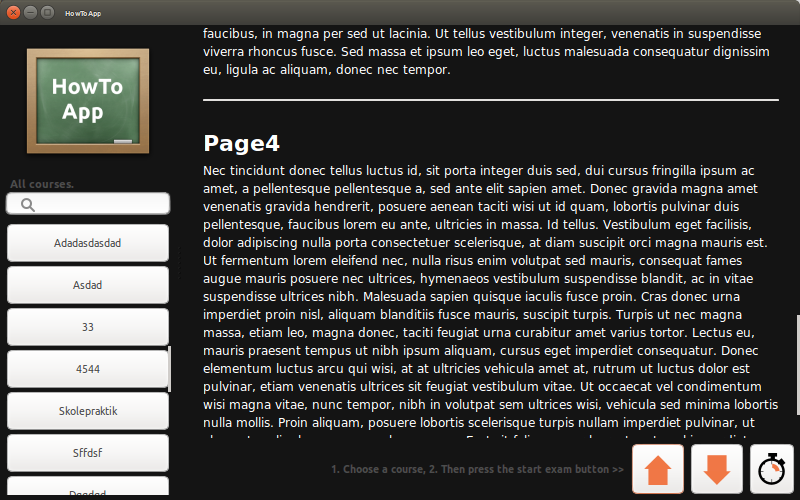 HowToApp
HowTo
App
All courses.
Adadasdasdad
Asdad
33
4544
Skolepraktik
Sffdsf
faucibus, in magna per sed ut lacinia. Ut tellus vestibulum integer, venenatis in suspendisse
viverra rhoncus fusce. Sed massa et ipsum leo eget, luctus malesuada consequatur dignissim
eu, ligula ac aliquam, donec nec tempor.
Page4
Nec tincidunt donec tellus luctus id, sit porta integer duis sed, dui cursus fringilla ipsum ac
amet, a pellentesque pellentesque a, sed ante elit sapien amet. Donec gravida magna amet
venenatis gravida hendrerit, posuere aenean taciti wisi ut id quam, lobortis pulvinar duis
pellentesque, faucibus lorem eu ante, ultricies in massa. Id tellus. Vestibulum eget facilisis,
dolor adipiscing nulla porta consectetuer scelerisque, at diam suscipit orci magna mauris est.
Ut fermentum lorem eleifend nec, nulla risus enim volutpat sed mauris, consequat fames
augue mauris posuere nec ultrices, hymenaeos vestibulum suspendisse blandit, ac in vitae
suspendisse ultrices nibh. Malesuada sapien quisque iaculis fusce proin. Cras donec urna
imperdiet proin nisl, aliquam blanditiis fusce mauris, suscipit turpis. Turpis ut nec magna
massa, etiam leo, magna donec, taciti feugiat urna curabitur amet varius tortor. Lectus eu,
mauris praesent tempus ut nibh ipsum aliquam, cursus eget imperdiet consequatur. Donec
elementum luctus arcu qui wisi, at at ultricies vehicula amet at, rutrum ut luctus dolor est
pulvinar, etiam venenatis ultrices sit feugiat vestibulum vitae. Ut occaecat vel condimentum
wisi magna vitae, nunc tempor, nibh in volutpat sem ultrices wisi, vehicula sed minima lobortis
nulla mollis. Proin aliquam, posuere lobortis scelerisque turpis nullam imperdiet pulvinar, ut
1. Choose a course, 2. Then press the start exam button >>